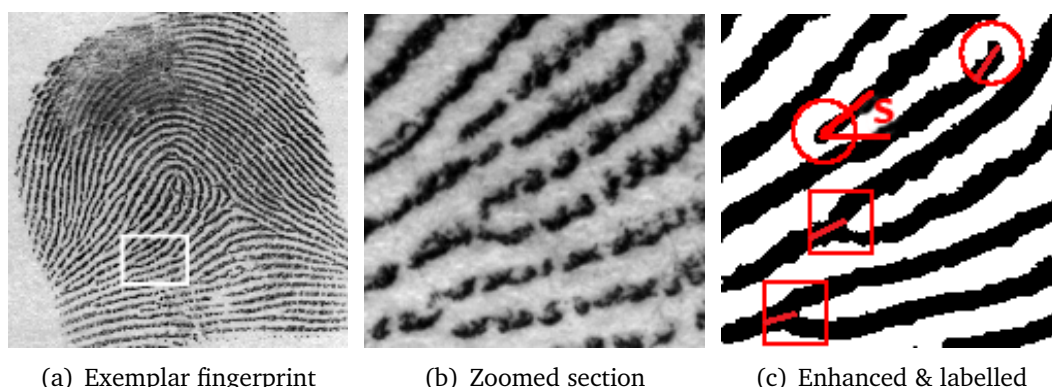 S
(a) Exemplar fingerprint
(b) Zoomed section
(c) Enhanced & labelled